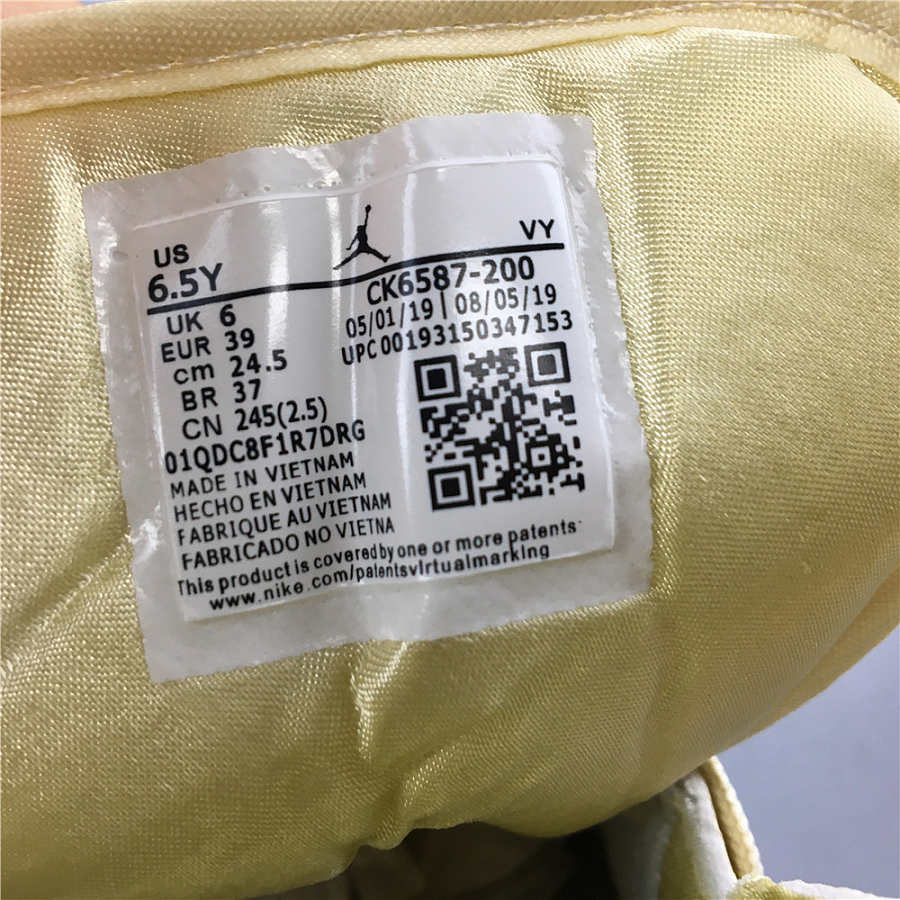 US VY
6.5Y CK6587-200
UK 6 05/01/19 | 08/05/19
EUR 39 UPC 00193150347153
cm 24.5
BR 37
CN 245(2.5)
01QDC8F1R7DRG
MADE IN VIETNAM
HECHO EN VIETNAM
FABRIQUE AU VIETNAM
FABRICADO NO VIETNA
This product is covered by one or more patents
www.nike.com/patentsvirtualmarking